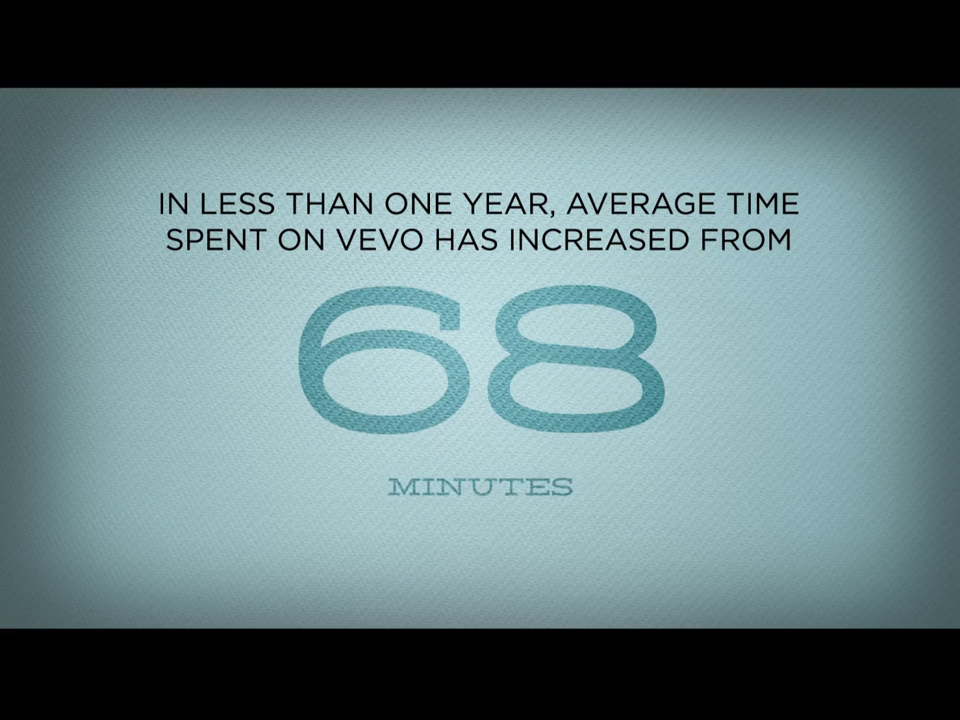 IN LESS THAN ONE YEAR, AVERAGE TIME
SPENT ON VEVO HAS INCREASED FROM
68
MINUTES